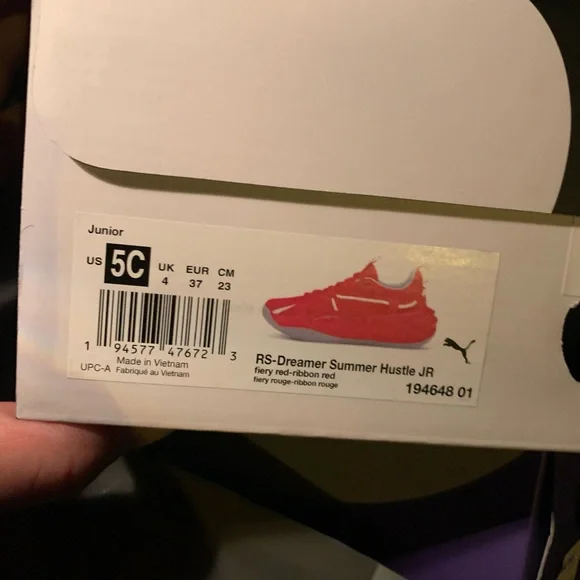 Junior
US 5C UK 4 EUR 37 CM 23
1 94577 47672 3
Made in Vietnam
UPC-A Fabriqué au Vietnam
RS-Dreamer Summer Hustle JR
fiery red-ribbon red
fiery rouge-ribbon rouge
194648 01